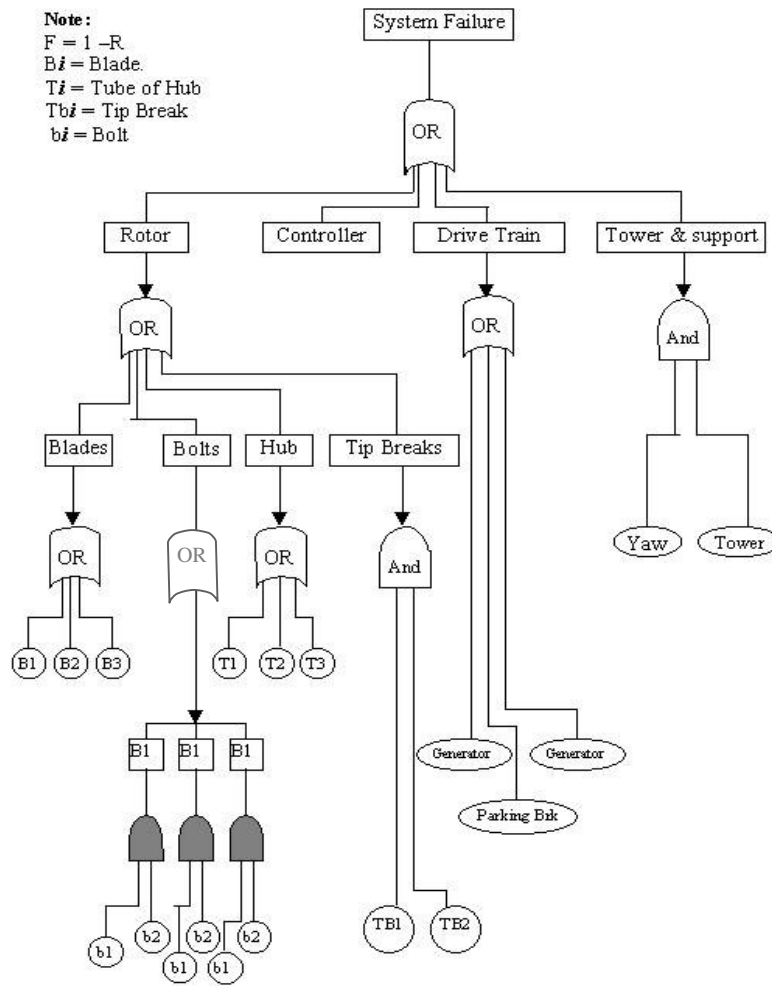 Note:
F = 1 –R
Bi = Blade.
Ti = Tube of Hub
Tbi = Tip Break
bi = Bolt
System Failure
OR
Rotor
Controller
Drive Train
Tower & support
OR
OR
And
Blades
Bolts
Hub
Tip Breaks
Yaw
Tower
OR
OR
OR
And
B1
B2
B3
T1
T2
T3
B1
B1
B1
Generator
Generator
Parking Brk
TB1
TB2
b1
b2
b1
b2
b1
b2